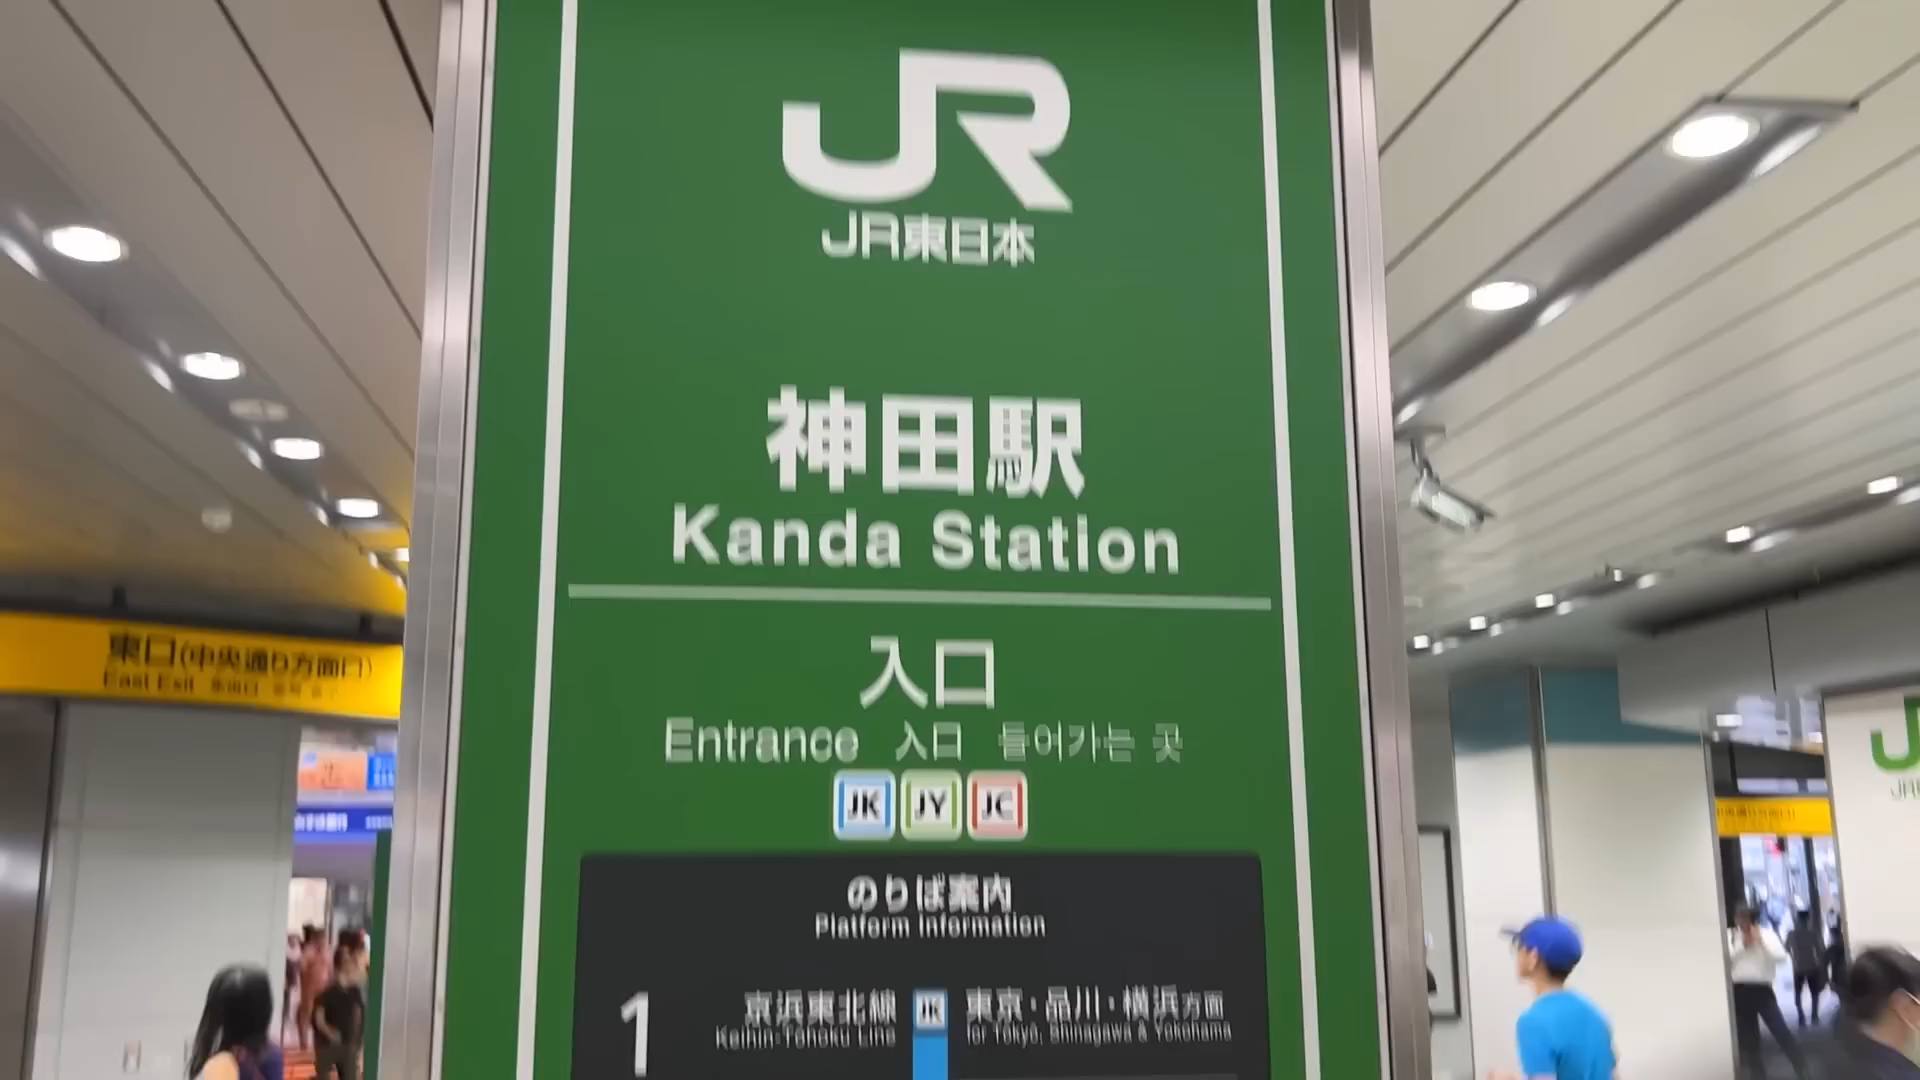 JR
JR東日本
神田駅
Kanda Station
入口
Entrance 入口 들어가는 곳
JK JY JC
のりば案内
Platform Information
1 京浜東北線 JK 東京・品川・横浜方面
Keihin-Tohoku Line for Tōkyō, Shinagawa & Yokohama
東口(中央通り方面口)
East Exit